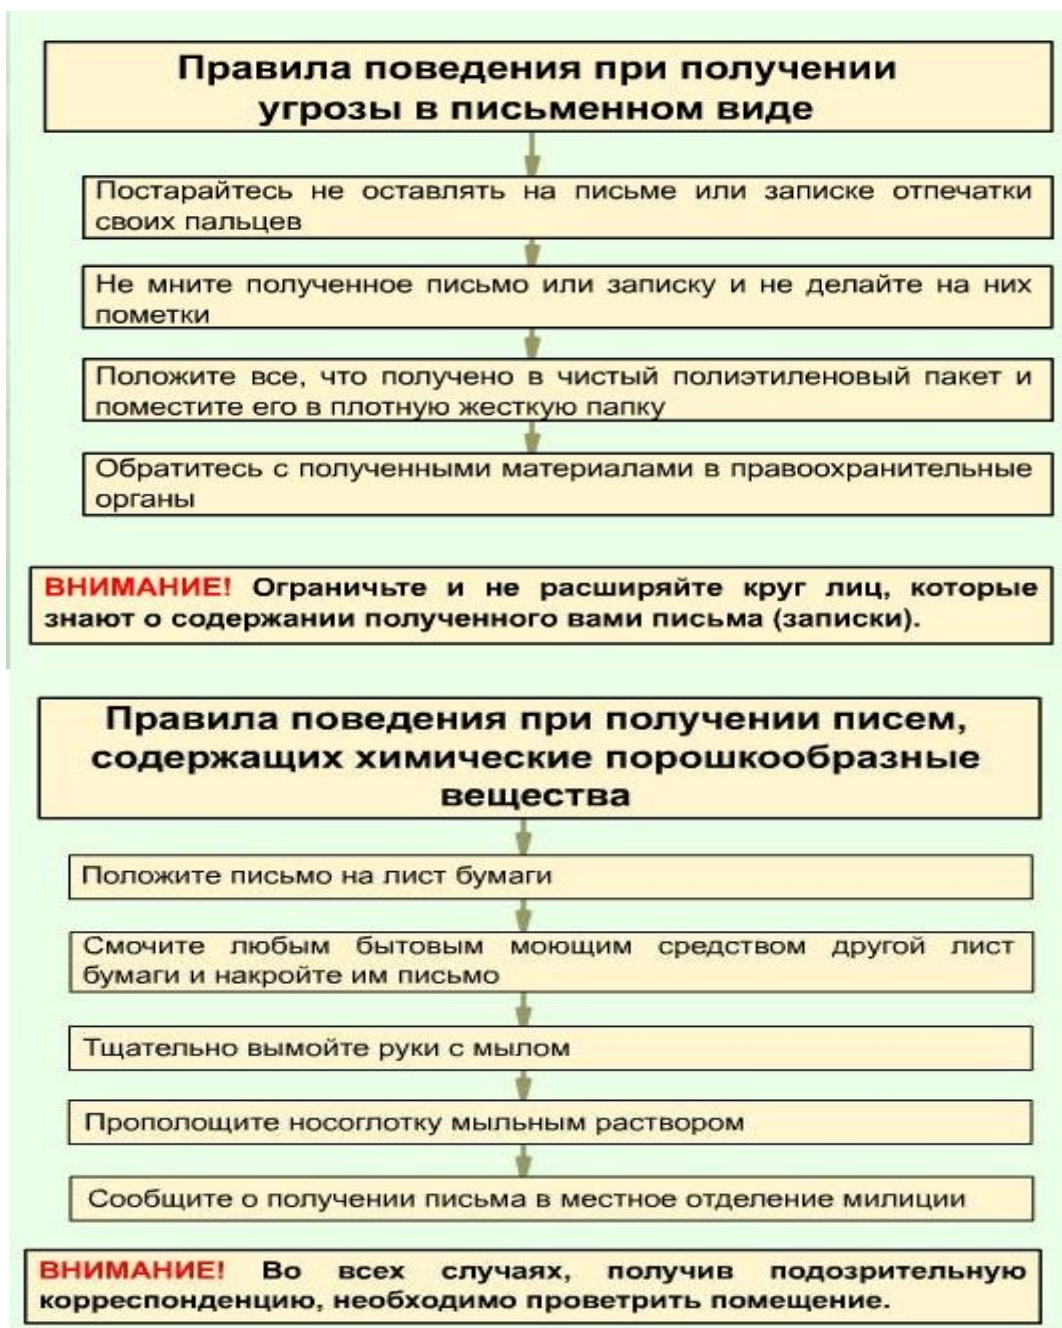 Правила поведения при получении
угрозы в письменном виде
Постарайтесь не оставлять на письме или записке отпечатки
своих пальцев
Не мните полученное письмо или записку и не делайте на них
пометки
Положите все, что получено в чистый полиэтиленовый пакет и
поместите его в плотную жесткую папку
Обратитесь с полученными материалами в правоохранительные
органы
ВНИМАНИЕ! Ограничьте и не расширяйте круг лиц, которые
знают о содержании полученного вами письма (записки).
Правила поведения при получении писем,
содержащих химические порошкообразные
вещества
Положите письмо на лист бумаги
Смочите любым бытовым моющим средством другой лист
бумаги и накройте им письмо
Тщательно вымойте руки с мылом
Прополощите носоглотку мыльным раствором
Сообщите о получении письма в местное отделение милиции
ВНИМАНИЕ! Во всех случаях, получив подозрительную
корреспонденцию, необходимо проветрить помещение.